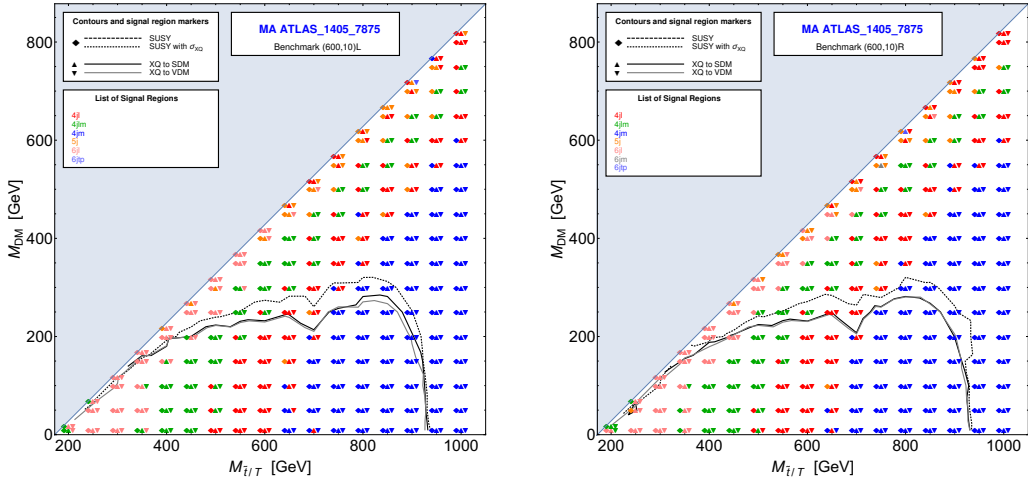 Contours and signal region markers
SUSY
SUSY with σXQ
XQ to SDM
XQ to VDM
MA ATLAS_1405_7875
Benchmark (600,10)L
List of Signal Regions
4jl
4jlm
4jm
5j
6jl
6jtp
800
600
400
200
0
MDM [GeV]
200 400 600 800 1000
Mt̃/T [GeV]
Contours and signal region markers
SUSY
SUSY with σXQ
XQ to SDM
XQ to VDM
MA ATLAS_1405_7875
Benchmark (600,10)R
List of Signal Regions
4jl
4jlm
4jm
5j
6jl
6jm
6jtp
800
600
400
200
0
MDM [GeV]
200 400 600 800 1000
Mt̃/T [GeV]